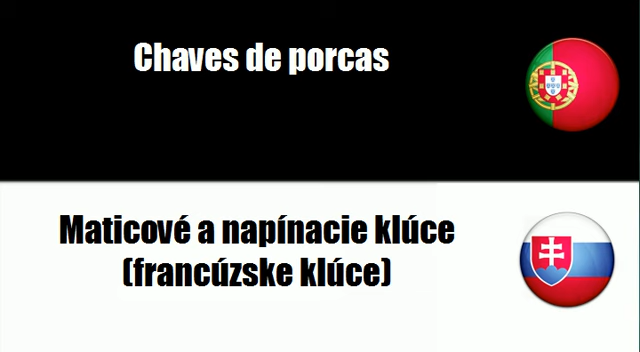 Chaves de porcas
Maticové a napínacie klúce
(francúzske klúce)